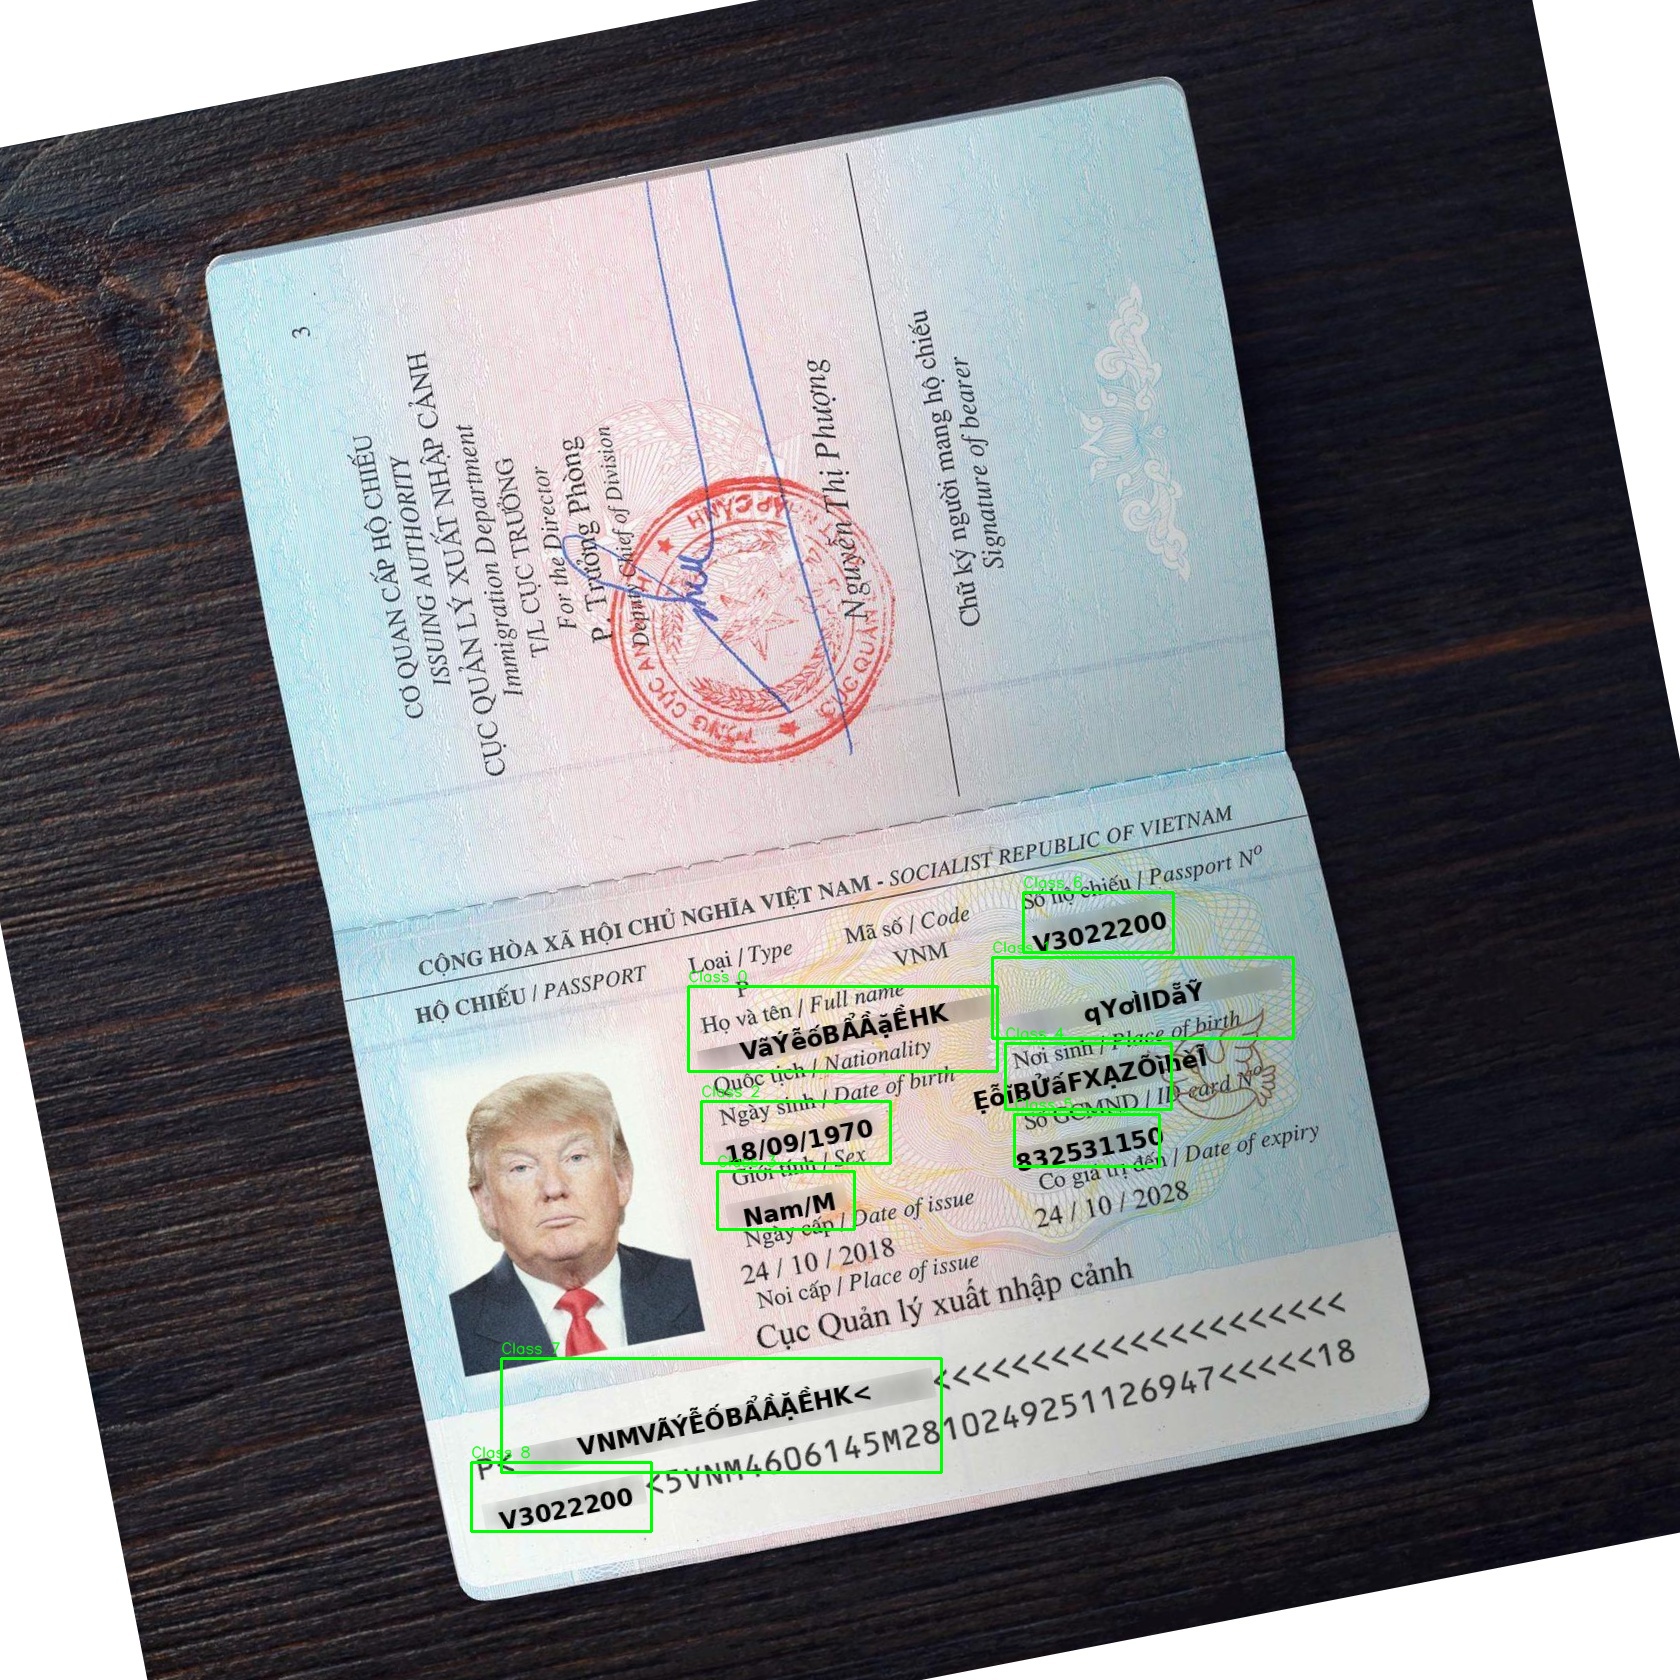 3
CƠ QUAN CẤP HỘ CHIẾU
ISSUING AUTHORITY
CỤC QUẢN LÝ XUẤT NHẬP CẢNH
Immigration Department
T/L CỤC TRƯỞNG
For the Director
P. Trưởng Phòng
Deputy Chief of Division
Nguyễn Thị Phượng
Chữ ký người mang hộ chiếu
Signature of bearer
CỘNG HÒA XÃ HỘI CHỦ NGHĨA VIỆT NAM - SOCIALIST REPUBLIC OF VIETNAM
HỘ CHIẾU / PASSPORT
Loại / Type
Mã số / Code
Class 6
Số hộ chiếu / Passport Nº
P
VNM
V3022200
Class 0
Họ và tên / Full name
VãÝễốBẨẦặỀHK
Class
qYơÌIDẫỸ
Quốc tịch / Nationality
Class 4
Nơi sinh / Place of birth
Class 2
Ngày sinh / Date of birth
18/09/1970
Số GCMND / ID card Nº
832531150
Giới tính / Sex
Nam/M
Có giá trị đến / Date of expiry
24 / 10 / 2028
Ngày cấp / Date of issue
24 / 10 / 2018
Noi cấp / Place of issue
Cục Quản lý xuất nhập cảnh
Class 7
P<
VNMVÃÝỄỐBẨẦẶỀHK<
<<<<<<<<<<<<<<<<<<<<<
Class 8
V3022200
<5VNM4606145M2810249251126947<<<<<18